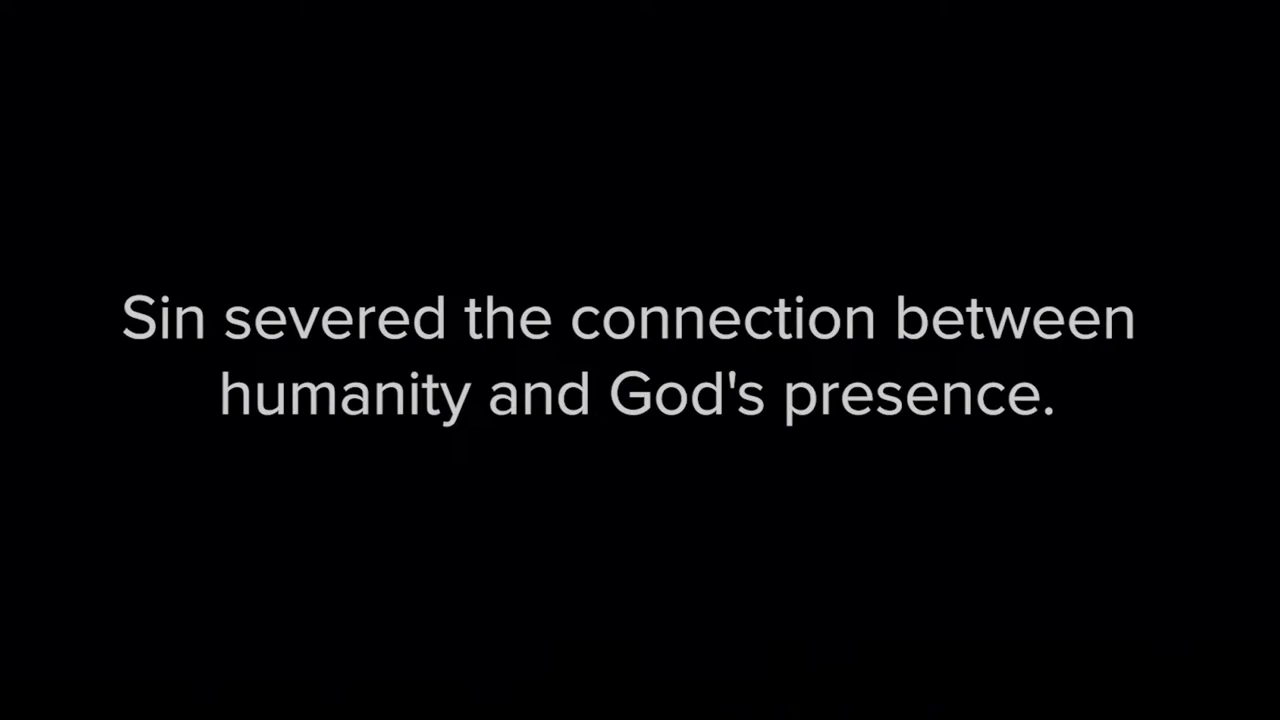 Sin severed the connection between
humanity and God's presence.